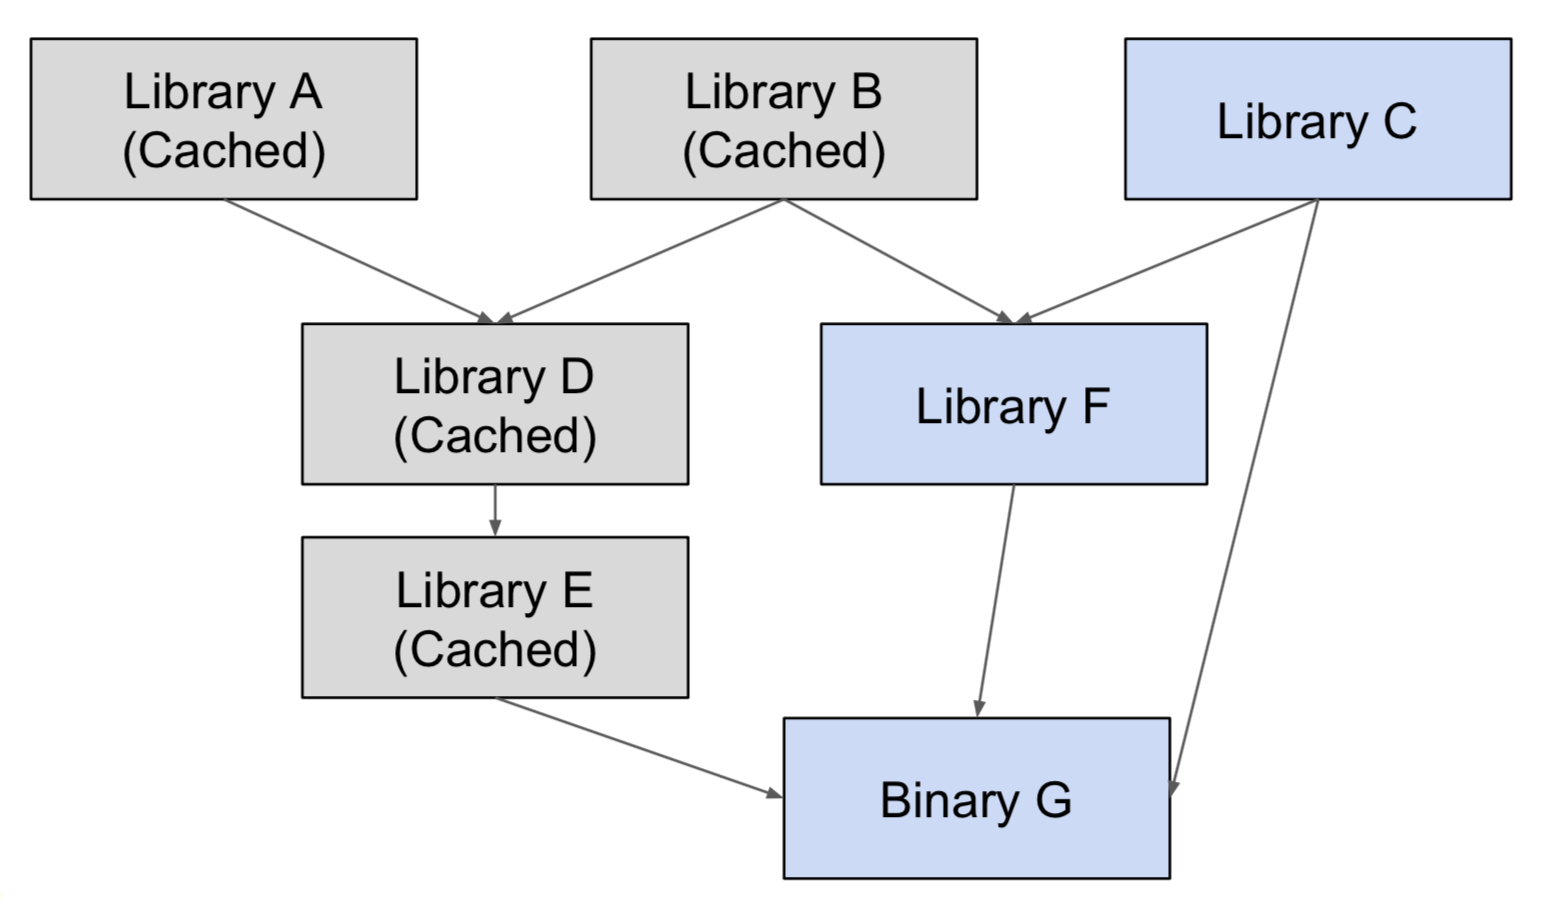 Library A
(Cached)
Library B
(Cached)
Library C
Library D
(Cached)
Library F
Library E
(Cached)
Binary G